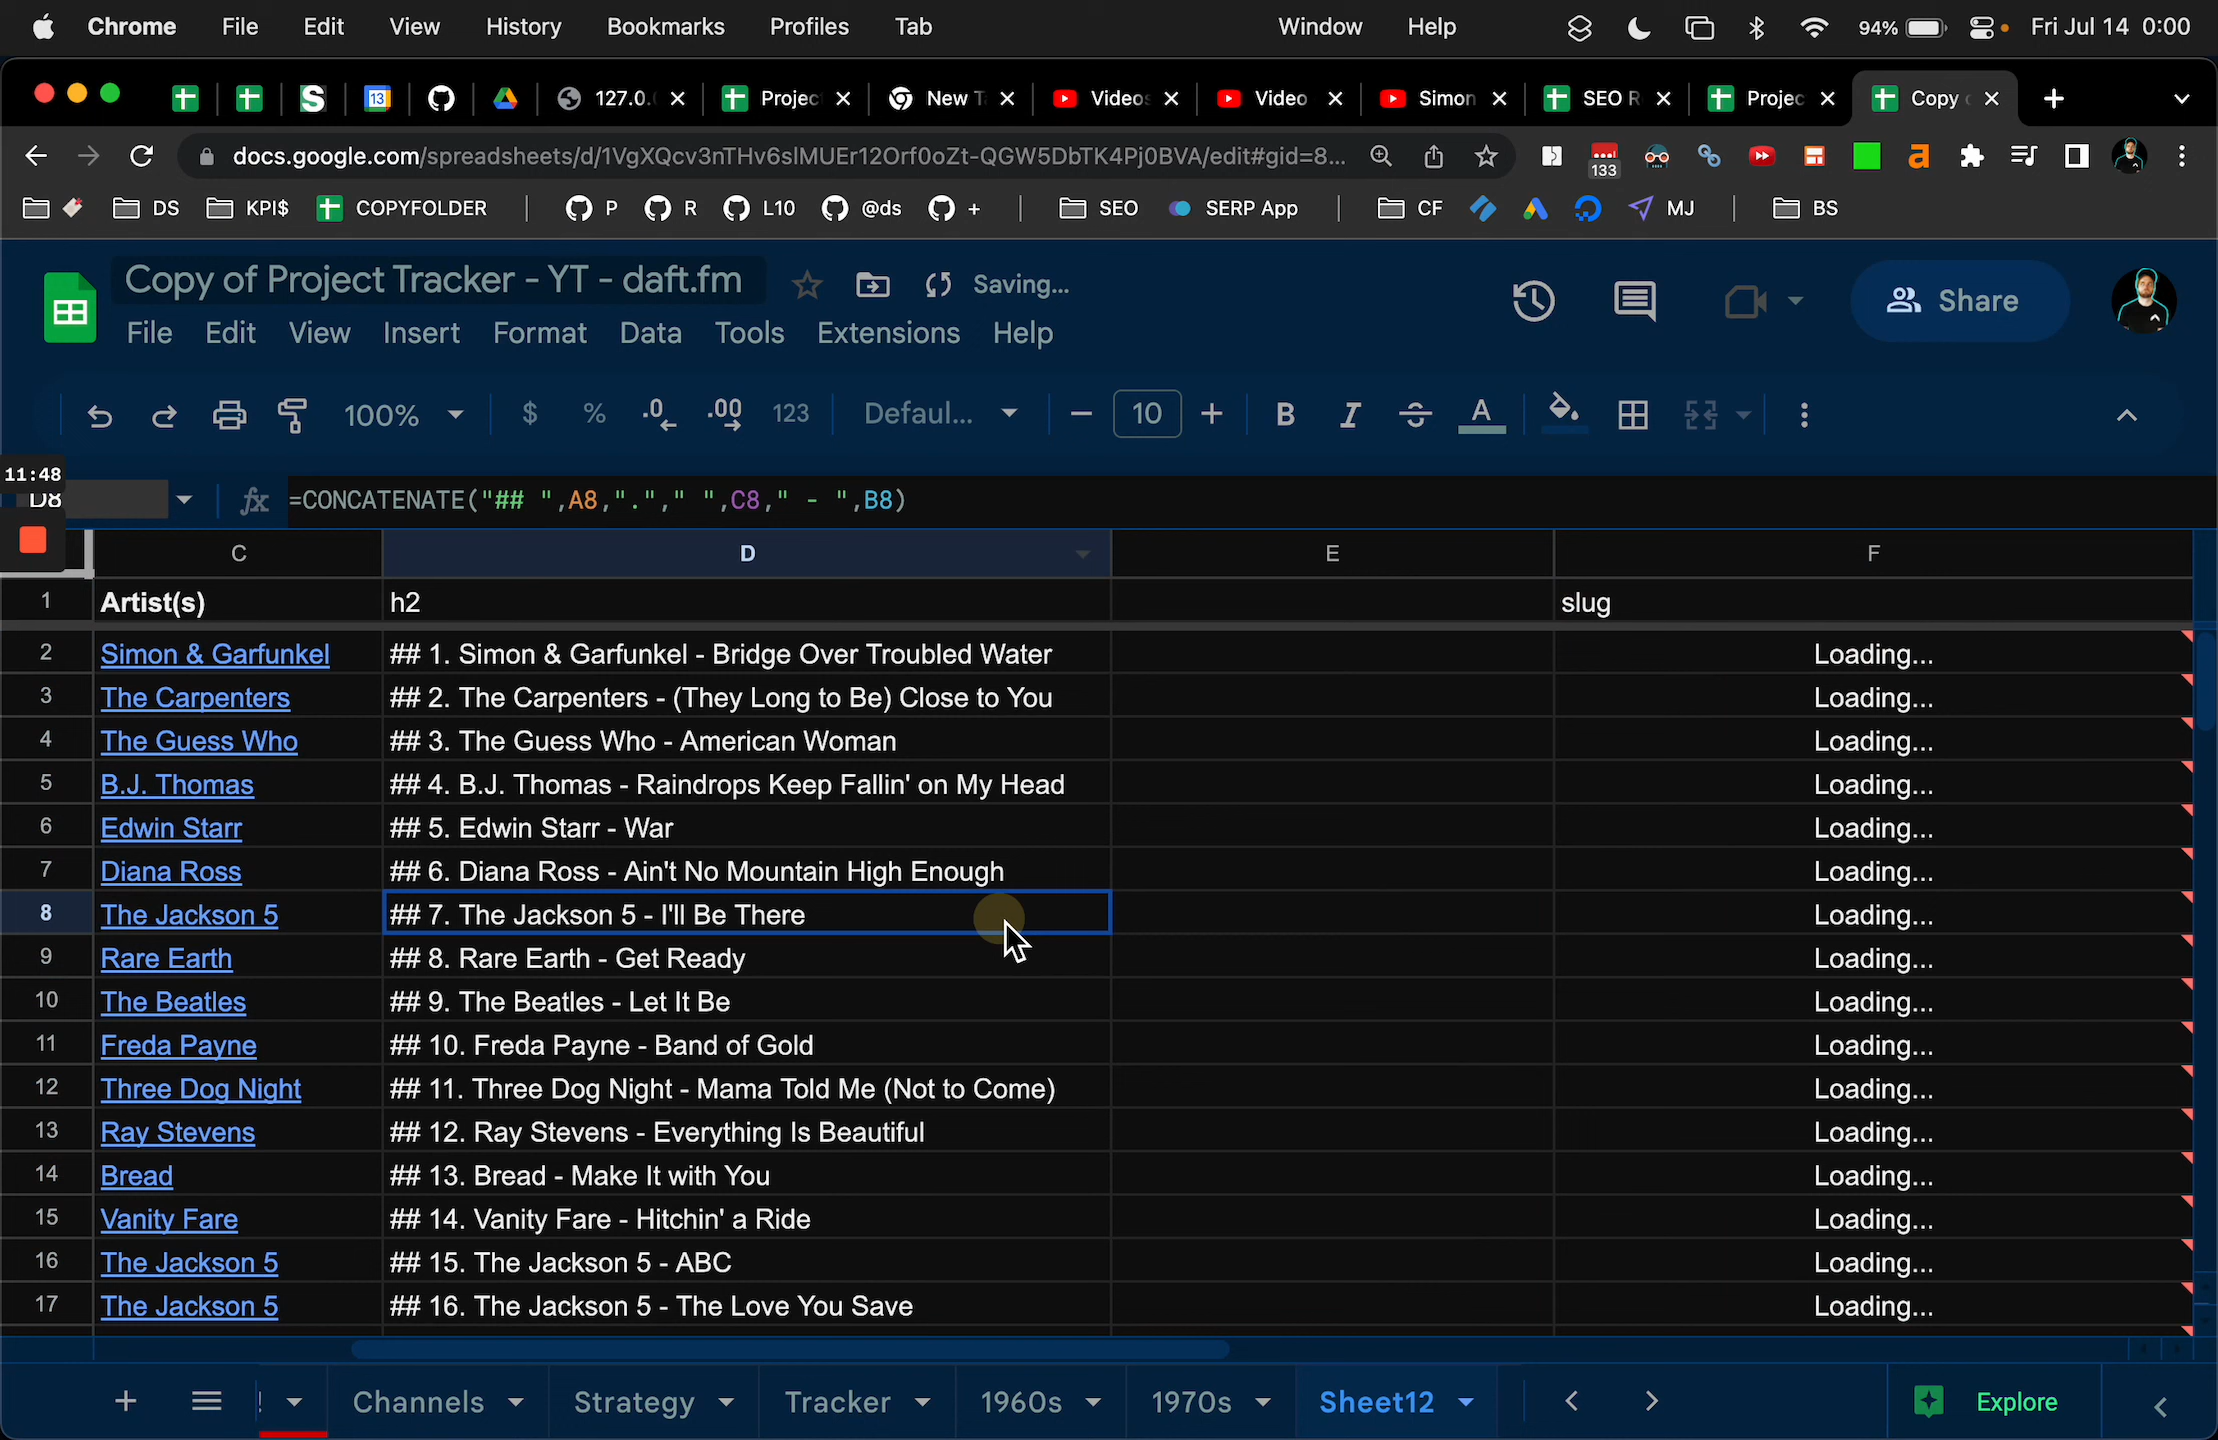 Chrome File Edit View History Bookmarks Profiles Tab Window Help 94% Fri Jul 14 0:00
13 127.0. Projec New T Video Video Simon SEO R Projec Copy
docs.google.com/spreadsheets/d/1VgXQcv3nTHv6slMUEr12Orf0oZt-QGW5DbTK4Pj0BVA/edit#gid=8... 133
DS KPI$ COPYFOLDER P R L10 @ds + SEO SERP App CF MJ BS
Copy of Project Tracker - YT - daft.fm Saving...
File Edit View Insert Format Data Tools Extensions Help Share
100% $ % .0 .00 123 Defaul... 10 B I S A
11:48
D8 fx =CONCATENATE("## ",A8,"."," ",C8," - ",B8)
C D E F
1 Artist(s) h2 slug
2 Simon & Garfunkel ## 1. Simon & Garfunkel - Bridge Over Troubled Water Loading...
3 The Carpenters ## 2. The Carpenters - (They Long to Be) Close to You Loading...
4 The Guess Who ## 3. The Guess Who - American Woman Loading...
5 B.J. Thomas ## 4. B.J. Thomas - Raindrops Keep Fallin' on My Head Loading...
6 Edwin Starr ## 5. Edwin Starr - War Loading...
7 Diana Ross ## 6. Diana Ross - Ain't No Mountain High Enough Loading...
8 The Jackson 5 ## 7. The Jackson 5 - I'll Be There Loading...
9 Rare Earth ## 8. Rare Earth - Get Ready Loading...
10 The Beatles ## 9. The Beatles - Let It Be Loading...
11 Freda Payne ## 10. Freda Payne - Band of Gold Loading...
12 Three Dog Night ## 11. Three Dog Night - Mama Told Me (Not to Come) Loading...
13 Ray Stevens ## 12. Ray Stevens - Everything Is Beautiful Loading...
14 Bread ## 13. Bread - Make It with You Loading...
15 Vanity Fare ## 14. Vanity Fare - Hitchin' a Ride Loading...
16 The Jackson 5 ## 15. The Jackson 5 - ABC Loading...
17 The Jackson 5 ## 16. The Jackson 5 - The Love You Save Loading...
! Channels Strategy Tracker 1960s 1970s Sheet12 Explore